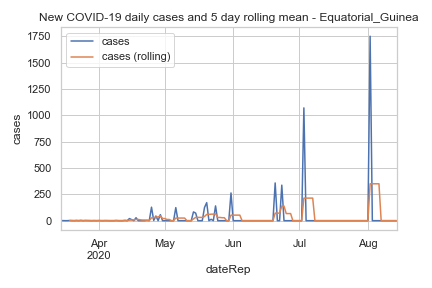 New COVID-19 daily cases and 5 day rolling mean - Equatorial_Guinea
cases
cases (rolling)
1750
1500
1250
1000
750
500
250
0
cases
Apr
2020
May
Jun
Jul
Aug
dateRep